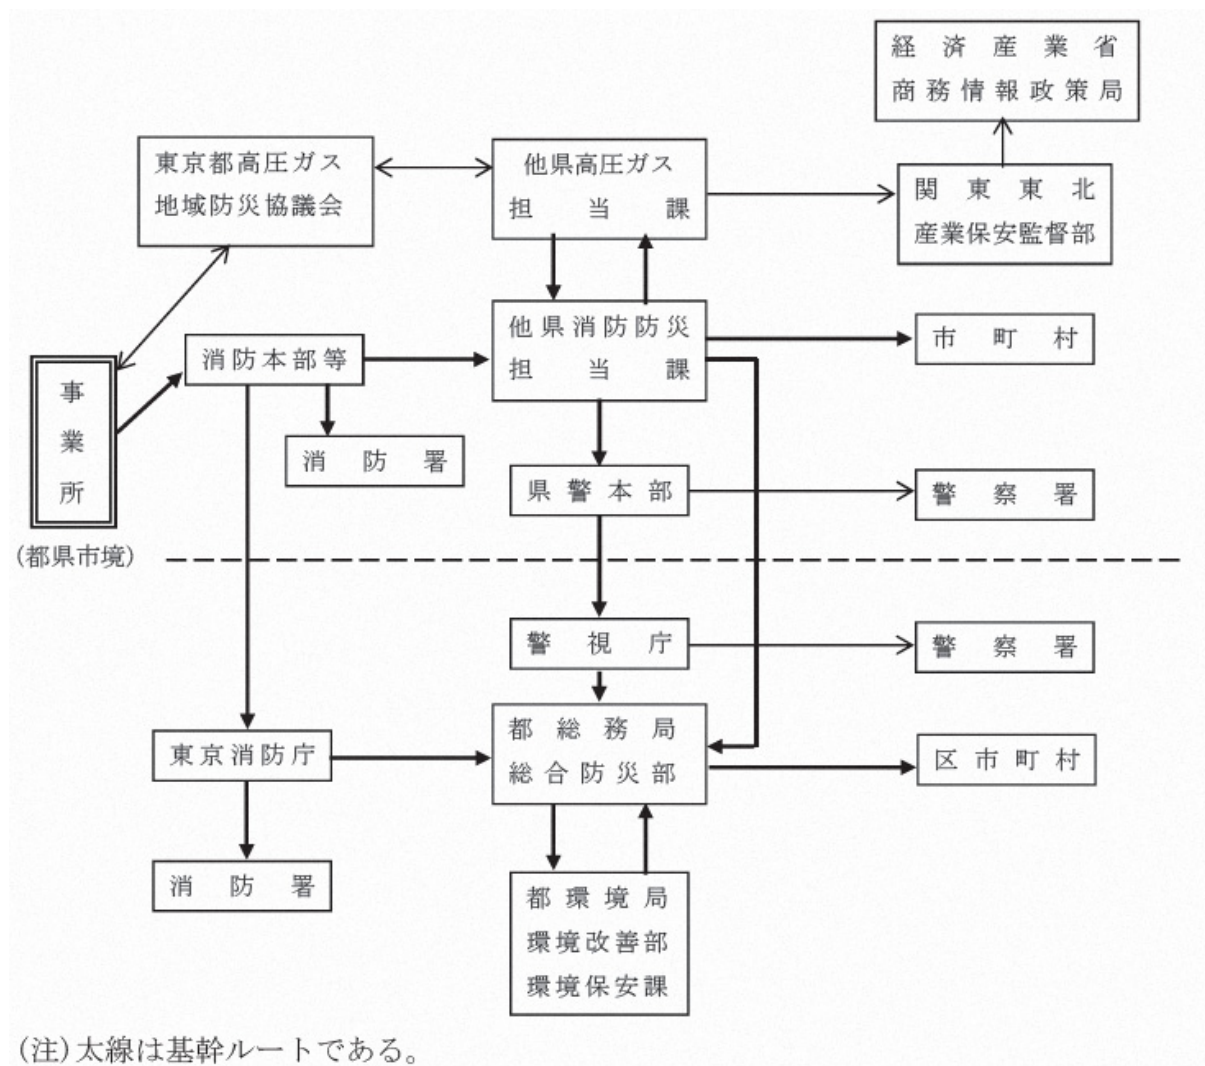 経済産業省
商務情報政策局
東京都高圧ガス
地域防災協議会
他県高圧ガス
担当課
関東東北
産業保安監督部
他県消防防災
担当課
市町村
消防本部等
事業所
消防署
県警本部
警察署
(都県市境)
警視庁
警察署
都総務局
総合防災部
東京消防庁
区市町村
消防署
都環境局
環境改善部
環境保安課
(注)太線は基幹ルートである。